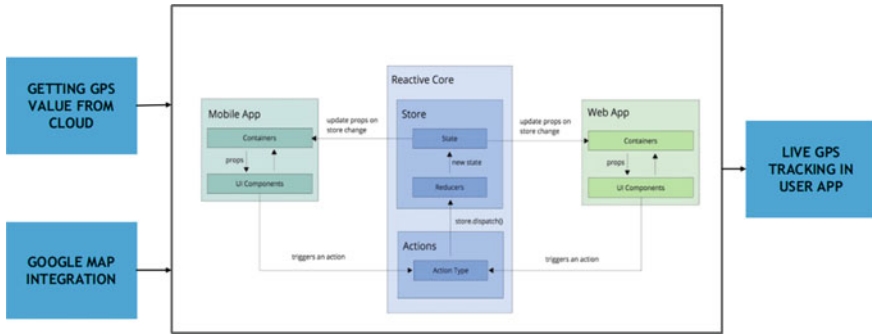 GETTING GPS
VALUE FROM
CLOUD
GOOGLE MAP
INTEGRATION
Mobile App
Containers
props
UI Components
update props on
store change
triggers an action
Reactive Core
Store
State
new state
Reducers
store.dispatch()
Actions
Action Type
update props on
store change
triggers an action
Web App
Containers
props
UI Components
LIVE GPS
TRACKING IN
USER APP